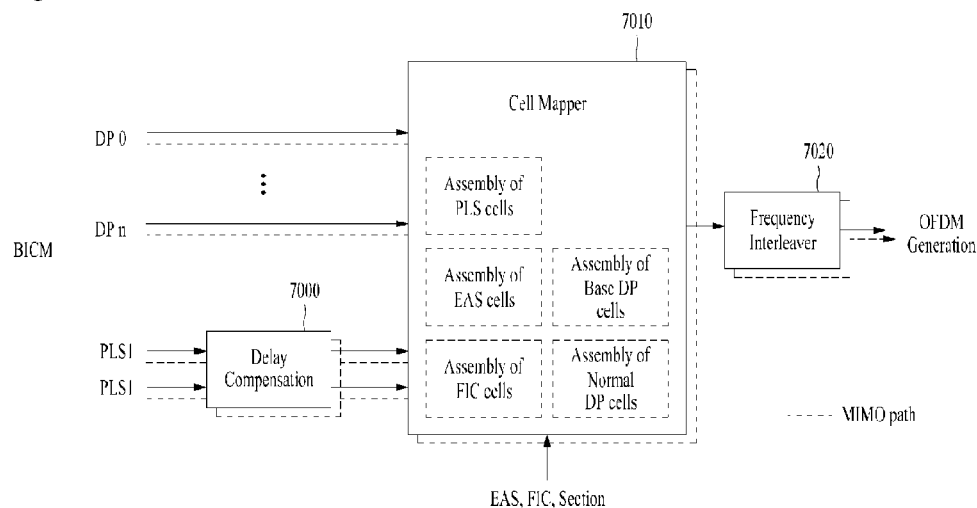 7010
Cell Mapper
DP 0
Assembly of
PLS cells
7020
Frequency
Interleaver
OFDM
Generation
DP n
BICM
Assembly of
EAS cells
Assembly of
Base DP
cells
7000
PLS1
PLS1
Delay
Compensation
Assembly of
FIC cells
Assembly of
Normal
DP cells
MIMO path
EAS, FIC, Section